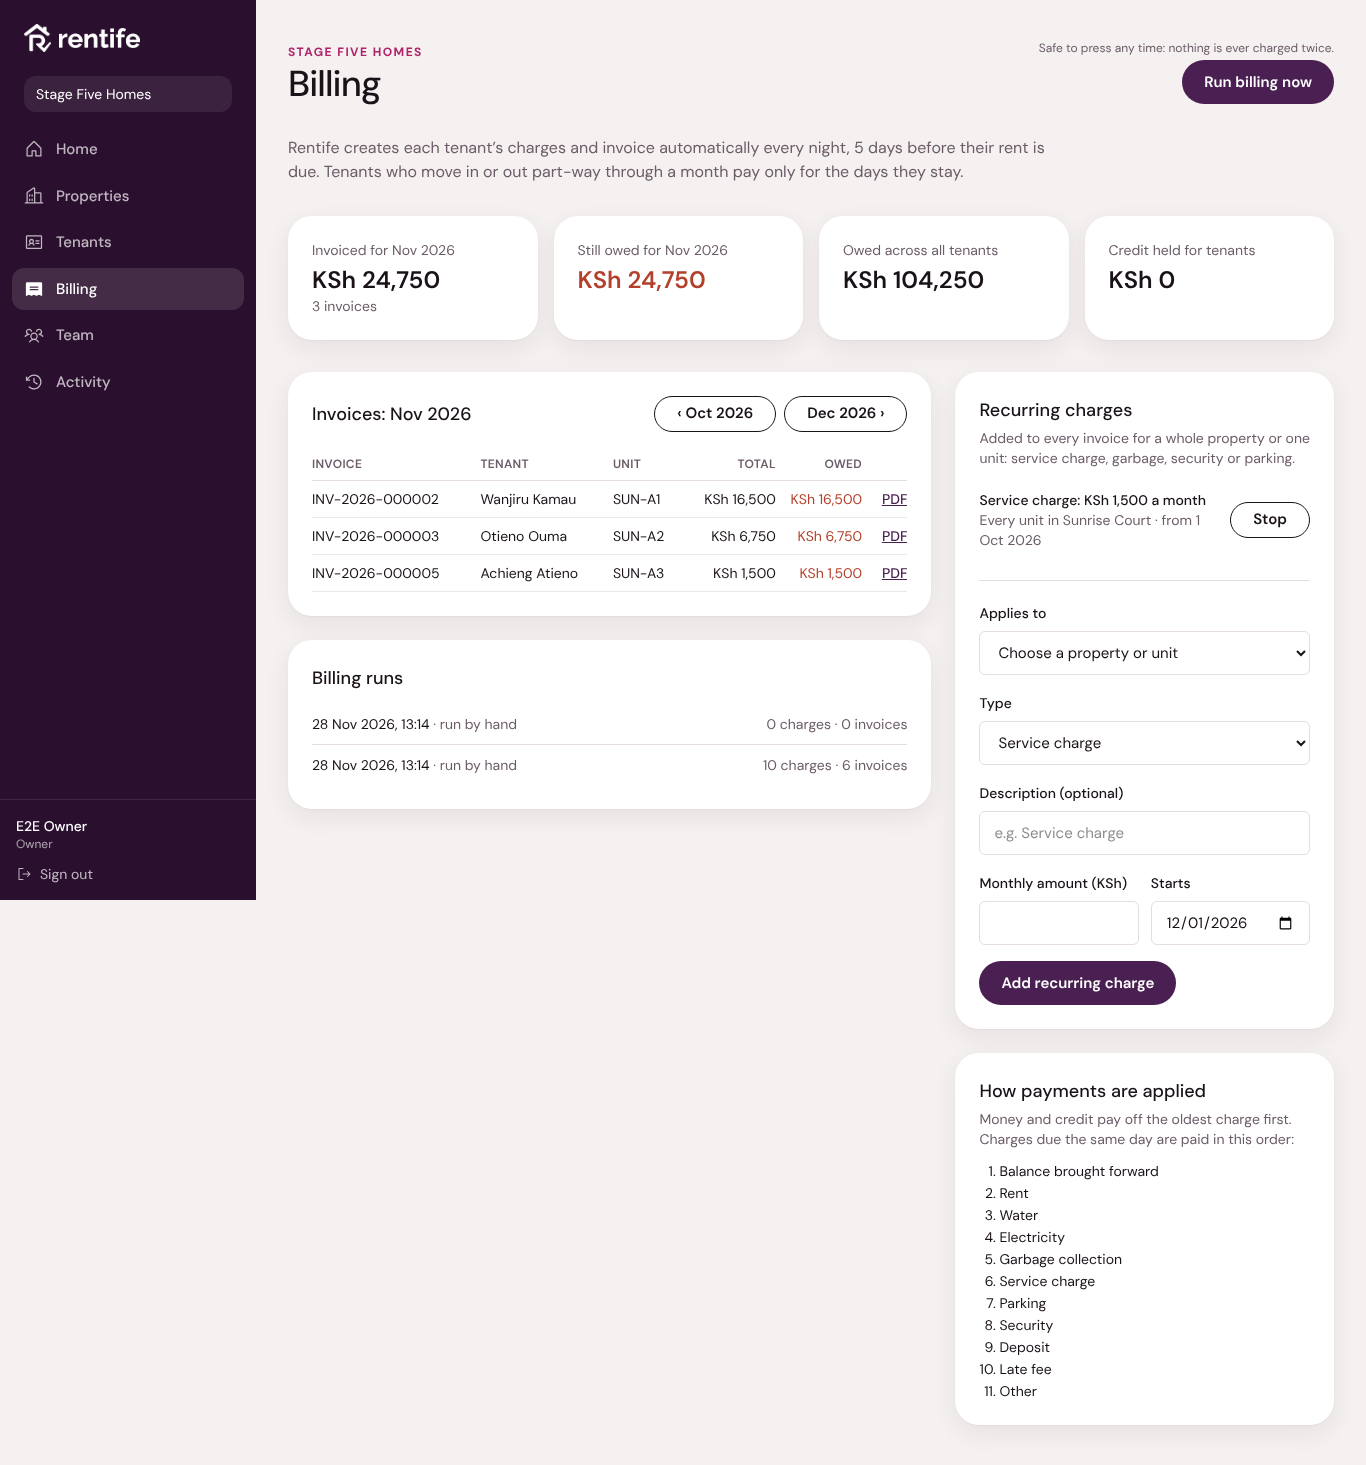 rentife
Stage Five Homes
Home
Properties
Tenants
Billing
Team
Activity
E2E Owner
Owner
Sign out
STAGE FIVE HOMES
Billing
Safe to press any time: nothing is ever charged twice.
Run billing now
Rentife creates each tenant’s charges and invoice automatically every night, 5 days before their rent is
due. Tenants who move in or out part-way through a month pay only for the days they stay.
Invoiced for Nov 2026
KSh 24,750
3 invoices
Still owed for Nov 2026
KSh 24,750
Owed across all tenants
KSh 104,250
Credit held for tenants
KSh 0
Invoices: Nov 2026
‹ Oct 2026
Dec 2026 ›
INVOICE TENANT UNIT TOTAL OWED
INV-2026-000002 Wanjiru Kamau SUN-A1 KSh 16,500 KSh 16,500 PDF
INV-2026-000003 Otieno Ouma SUN-A2 KSh 6,750 KSh 6,750 PDF
INV-2026-000005 Achieng Atieno SUN-A3 KSh 1,500 KSh 1,500 PDF
Billing runs
28 Nov 2026, 13:14 · run by hand 0 charges · 0 invoices
28 Nov 2026, 13:14 · run by hand 10 charges · 6 invoices
Recurring charges
Added to every invoice for a whole property or one
unit: service charge, garbage, security or parking.
Service charge: KSh 1,500 a month
Every unit in Sunrise Court · from 1
Oct 2026
Stop
Applies to
Choose a property or unit
Type
Service charge
Description (optional)
e.g. Service charge
Monthly amount (KSh) Starts
12/01/2026
Add recurring charge
How payments are applied
Money and credit pay off the oldest charge first.
Charges due the same day are paid in this order:
1. Balance brought forward
2. Rent
3. Water
4. Electricity
5. Garbage collection
6. Service charge
7. Parking
8. Security
9. Deposit
10. Late fee
11. Other